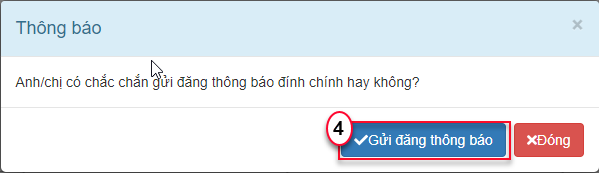 Thông báo
×
Anh/chị có chắc chắn gửi đăng thông báo đính chính hay không?
4
Gửi đăng thông báo
Đóng